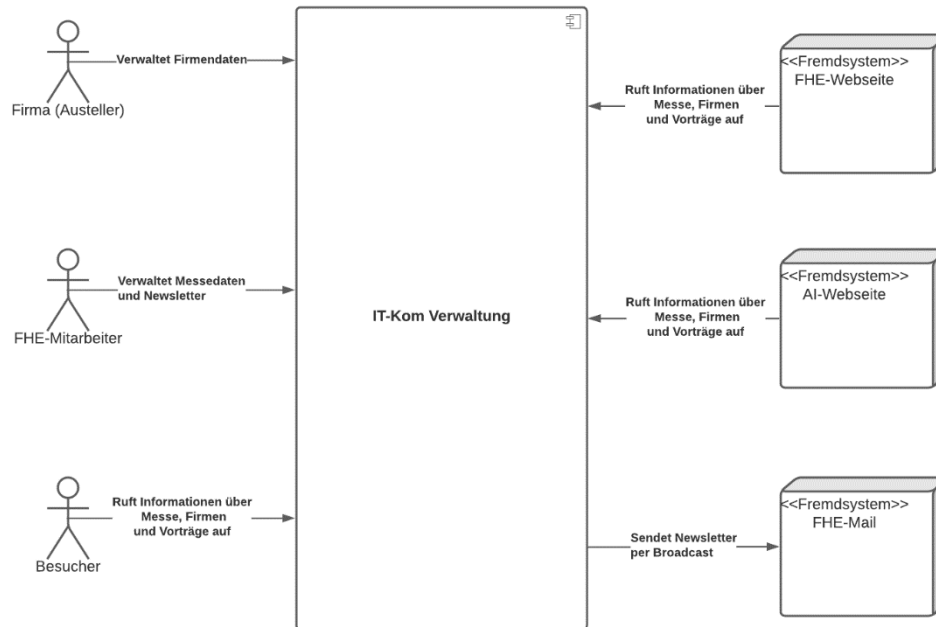 Verwaltet Firmendaten
Firma (Austeller)
<<Fremdsystem>>
FHE-Webseite
Ruft Informationen über
Messe, Firmen
und Vorträge auf
Verwaltet Messedaten
und Newsletter
FHE-Mitarbeiter
IT-Kom Verwaltung
<<Fremdsystem>>
AI-Webseite
Ruft Informationen über
Messe, Firmen
und Vorträge auf
Ruft Informationen über
Messe, Firmen
und Vorträge auf
Besucher
<<Fremdsystem>>
FHE-Mail
Sendet Newsletter
per Broadcast